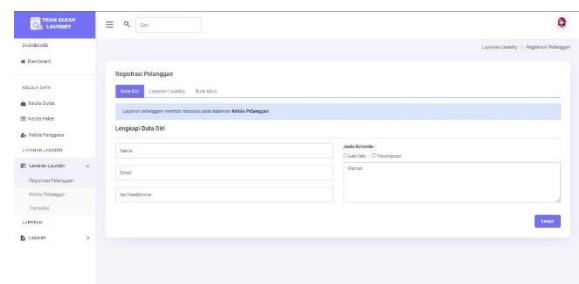 TEAM CLEAN
LAUNDRY
Cari
DASHBOARD
Dashboard
Layanan Laundry > Registrasi Pelanggan
KELOLA DATA
Kelola Outlet
Kelola Paket
Kelola Pengguna
LAYANAN LAUNDRY
Layanan Laundry
Registrasi Pelanggan
Kelola Pelanggan
Transaksi
LAPORAN
Laporan
Registrasi Pelanggan
Data Diri Layanan Laundry Buat Akun
Layanan pelanggan member tersedia pada halaman Kelola Pelanggan
Lengkapi Data Diri
Nama
Email
No Handphone
Jenis Kelamin :
Laki-laki Perempuan
Alamat
Lanjut